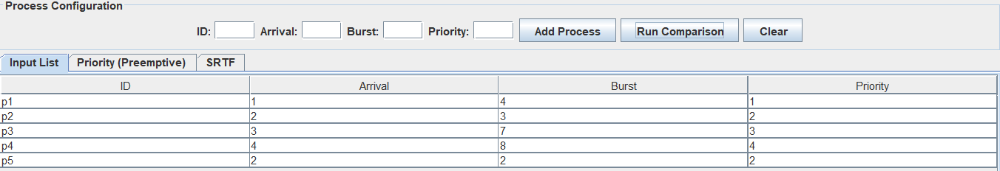 Process Configuration
ID: Arrival: Burst: Priority: Add Process Run Comparison Clear
Input List Priority (Preemptive) SRTF
ID Arrival Burst Priority
p1 1 4 1
p2 2 3 2
p3 3 7 3
p4 4 8 4
p5 2 2 2